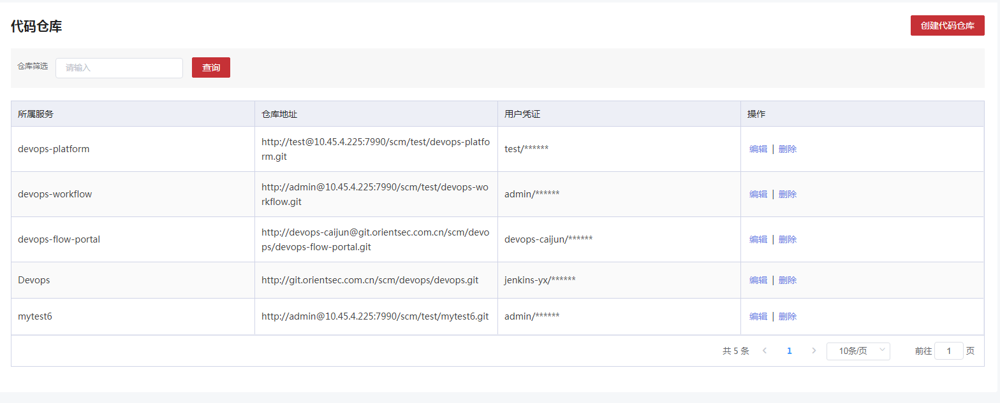 代码仓库
创建代码仓库
仓库筛选 请输入 查询
所属服务 仓库地址 用户凭证 操作
devops-platform http://test@10.45.4.225:7990/scm/test/devops-platfo
rm.git test/****** 编辑 | 删除
devops-workflow http://admin@10.45.4.225:7990/scm/test/devops-wo
rkflow.git admin/****** 编辑 | 删除
devops-flow-portal http://devops-caijun@git.orientsec.com.cn/scm/devo
ps/devops-flow-portal.git devops-caijun/****** 编辑 | 删除
Devops http://git.orientsec.com.cn/scm/devops/devops.git jenkins-yx/****** 编辑 | 删除
mytest6 http://admin@10.45.4.225:7990/scm/test/mytest6.git admin/****** 编辑 | 删除
共 5 条 < 1 > 10条/页 前往 1 页